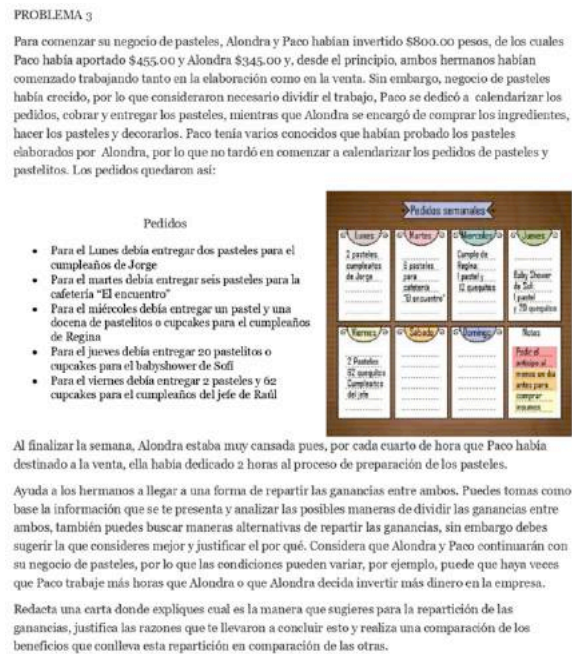 PROBLEMA 3
Para comenzar su negocio de pasteles, Alondra y Paco habían invertido $800.00 pesos, de los cuales
Paco había aportado $455.00 y Alondra $345.00 y, desde el principio, ambos hermanos habían
comenzado trabajando tanto en la elaboración como en la venta. Sin embargo, negocio de pasteles
había crecido, por lo que consideraron necesario dividir el trabajo, Paco se dedicó a calendarizar los
pedidos, cobrar y entregar los pasteles, mientras que Alondra se encargó de comprar los ingredientes,
hacer los pasteles y decorarlos. Paco tenía varios conocidos que habían probado los pasteles
elaborados por Alondra, por lo que no tardó en comenzar a calendarizar los pedidos de pasteles y
pastelitos. Los pedidos quedaron así:
Pedidos
• Para el Lunes debía entregar dos pasteles para el
cumpleaños de Jorge
• Para el martes debía entregar seis pasteles para la
cafetería "El encuentro"
• Para el miércoles debía entregar un pastel y una
docena de pastelitos o cupcakes para el cumpleaños
de Regina
• Para el jueves debía entregar 20 pastelitos o
cupcakes para el babyshower de Sofi
• Para el viernes debía entregar 2 pasteles y 62
cupcakes para el cumpleaños del jefe de Raúl
Pedidos semanales
Lunes
2 pasteles
cumpleaños
de Jorge
Martes
6 pasteles
para
cafetería
"El encuentro"
Miércoles
Cumple de
Regina
1 pastel y
12 quequitos
Jueves
Baby Shower
de Sofi
1 pastel
y 20 quequitos
Viernes
2 Pasteles
62 quequitos
Cumpleaños
del jefe
Sábado
Domingo
Notas
Pedir el
anticipo al
menos un día
antes para
comprar
insumos
Al finalizar la semana, Alondra estaba muy cansada pues, por cada cuarto de hora que Paco había
destinado a la venta, ella había dedicado 2 horas al proceso de preparación de los pasteles.
Ayuda a los hermanos a llegar a una forma de repartir las ganancias entre ambos. Puedes tomas como
base la información que se te presenta y analizar las posibles maneras de dividir las ganancias entre
ambos, también puedes buscar maneras alternativas de repartir las ganancias, sin embargo debes
sugerir la que consideres mejor y justificar el por qué. Considera que Alondra y Paco continuarán con
su negocio de pasteles, por lo que las condiciones pueden variar, por ejemplo, puede que haya veces
que Paco trabaje más horas que Alondra o que Alondra decida invertir más dinero en la empresa.
Redacta una carta donde expliques cual es la manera que sugieres para la repartición de las
ganancias, justifica las razones que te llevaron a concluir esto y realiza una comparación de los
beneficios que conlleva esta repartición en comparación de las otras.